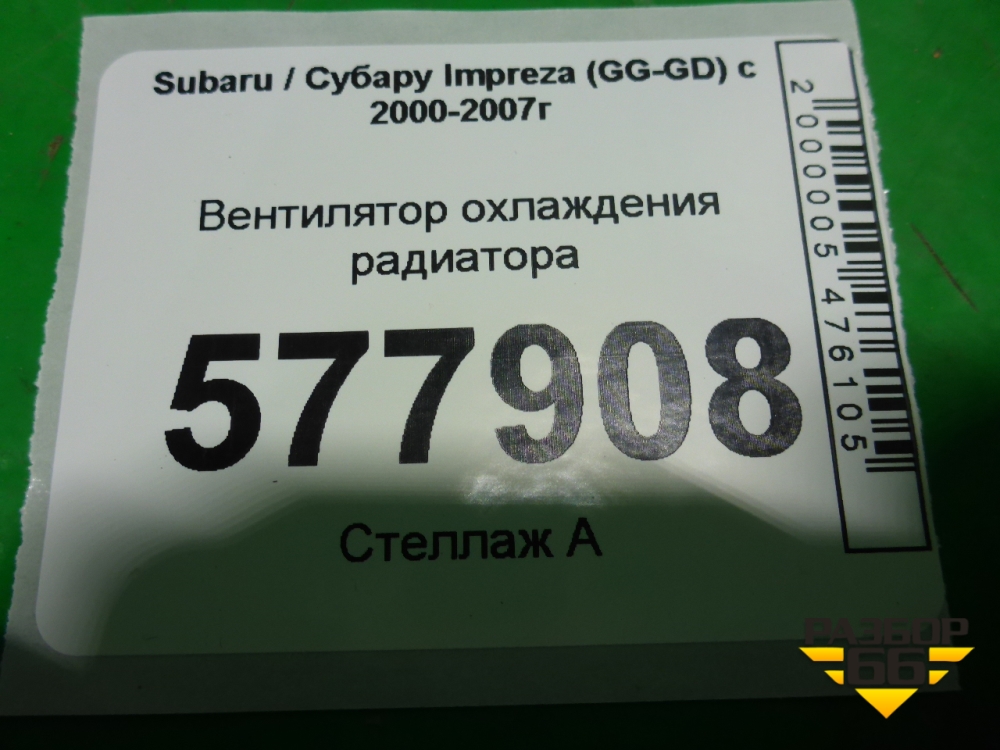 Subaru / Субару Impreza (GG-GD) с
2000-2007г
Вентилятор охлаждения
радиатора
577908
Стеллаж А
2000005476105
РАЗБОР
66